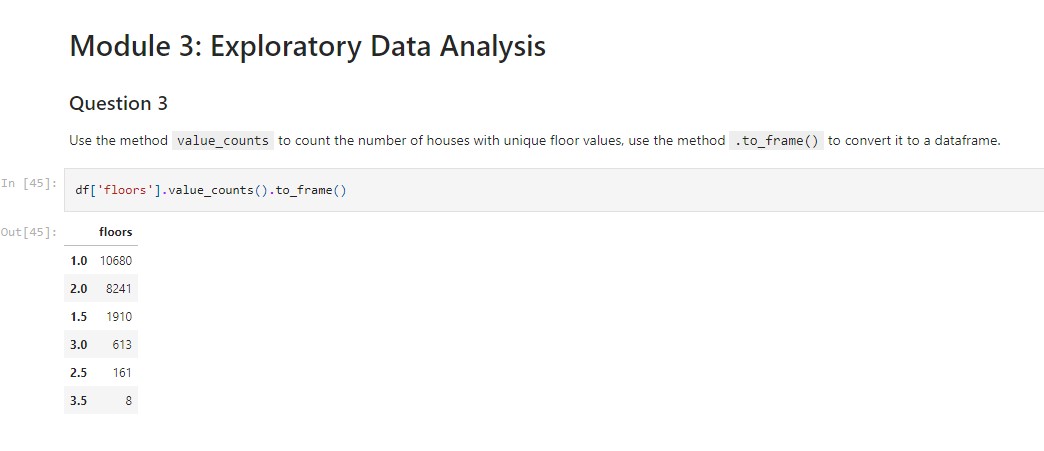 Module 3: Exploratory Data Analysis
Question 3
Use the method value_counts to count the number of houses with unique floor values, use the method .to_frame() to convert it to a dataframe.
In [45]: df['floors'].value_counts().to_frame()
Out[45]: floors
1.0 10680
2.0 8241
1.5 1910
3.0 613
2.5 161
3.5 8